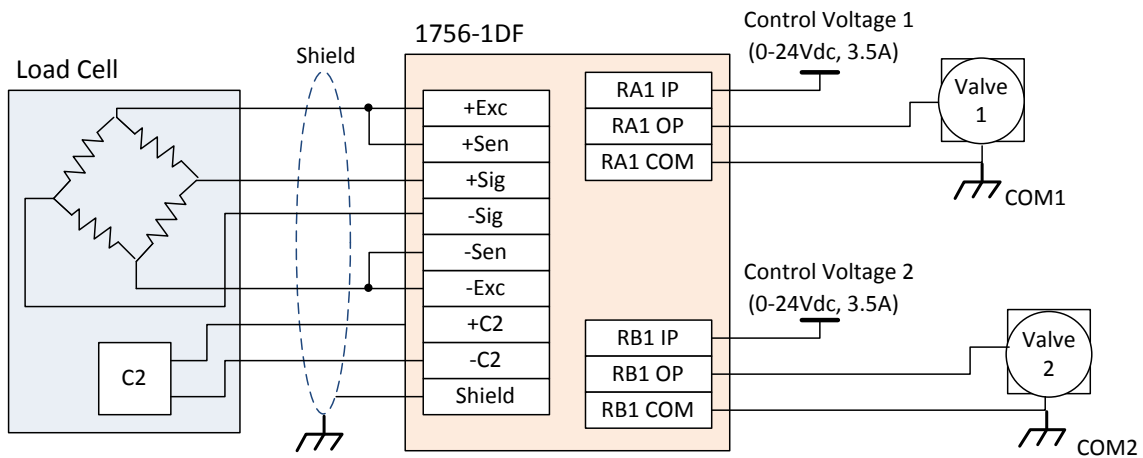 1756-1DF
Load Cell
Shield
Control Voltage 1
(0-24Vdc, 3.5A)
+Exc
+Sen
+Sig
-Sig
-Sen
-Exc
+C2
-C2
Shield
C2
RA1 IP
RA1 OP
RA1 COM
Valve
1
COM1
Control Voltage 2
(0-24Vdc, 3.5A)
RB1 IP
RB1 OP
RB1 COM
Valve
2
COM2